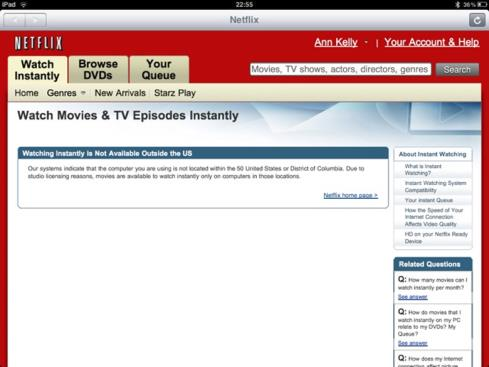 iPad 22:55 36%
Netflix
NETFLIX Ann Kelly | Your Account & Help
Watch Instantly
Browse DVDs
Your Queue
Movies, TV shows, actors, directors, genres Search
Home Genres New Arrivals Starz Play
Watch Movies & TV Episodes Instantly
Watching Instantly is Not Available Outside the US
Our systems indicate that the computer you are using is not located within the 50 United States or District of Columbia. Due to
studio licensing reasons, movies are available to watch instantly only on computers in those locations.
Netflix home page >
About Instant Watching
What is Instant
Watching?
Instant Watching System
Compatibility
Your instant Queue
How the Speed of Your
Internet Connection
Affects Video Quality
HD on your Netflix Ready
Device
Related Questions
Q: How many movies can I
watch instantly per month?
See answer
Q: How do movies that I
watch instantly on my PC
relate to my DVDs? My
Queue?
See answer
Q: How does my Internet
connection affect picture